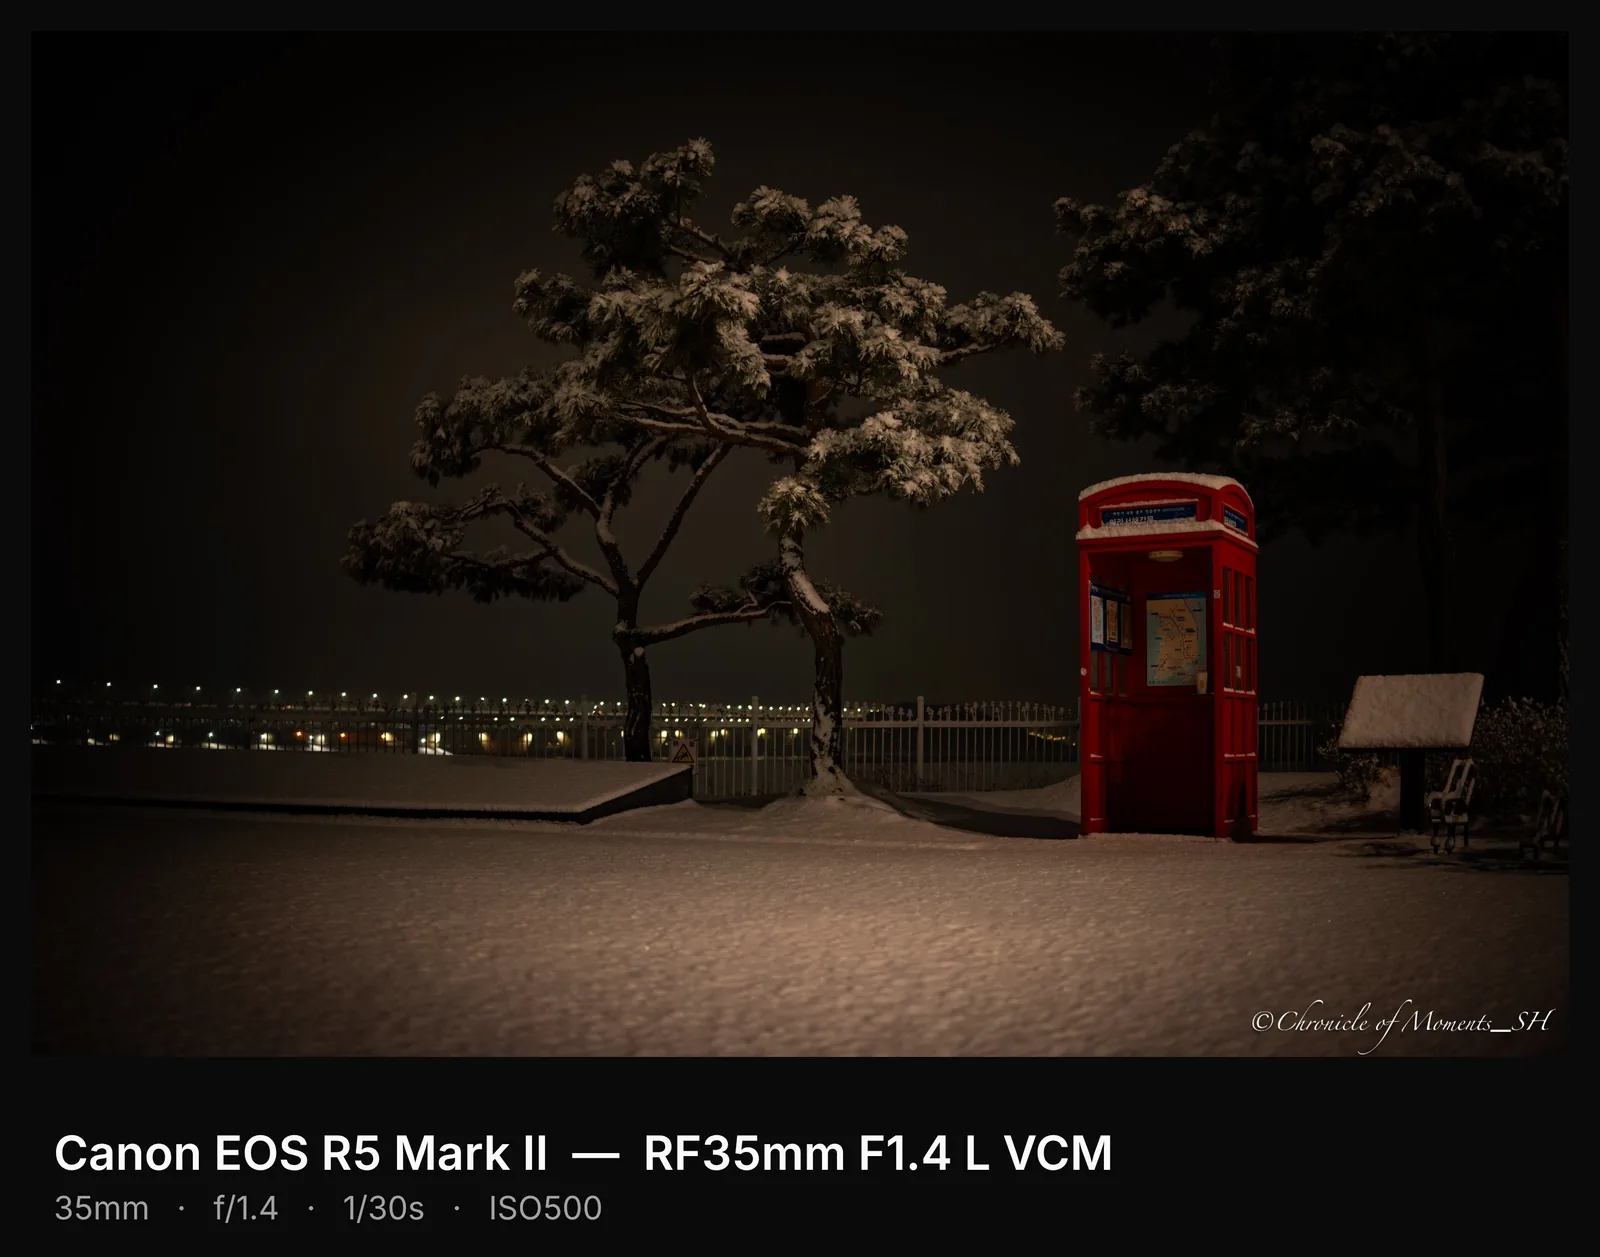 ©Chronicle of Moments_SH
Canon EOS R5 Mark II — RF35mm F1.4 L VCM
35mm · f/1.4 · 1/30s · ISO500